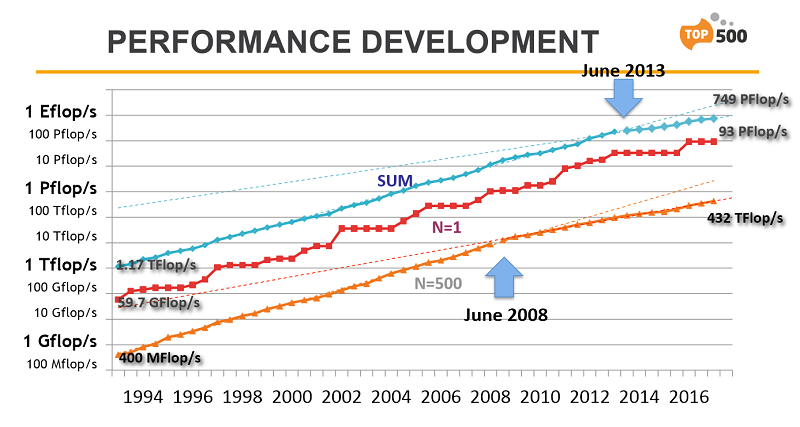 PERFORMANCE DEVELOPMENT
TOP 500
June 2013
1 Eflop/s
749 PFlop/s
100 Pflop/s
93 PFlop/s
10 Pflop/s
1 Pflop/s
SUM
100 Tflop/s
N=1
432 TFlop/s
10 Tflop/s
1 Tflop/s
1.17 TFlop/s
100 Gflop/s
N=500
59.7 GFlop/s
10 Gflop/s
June 2008
1 Gflop/s
400 MFlop/s
100 Mflop/s
1994 1996 1998 2000 2002 2004 2006 2008 2010 2012 2014 2016